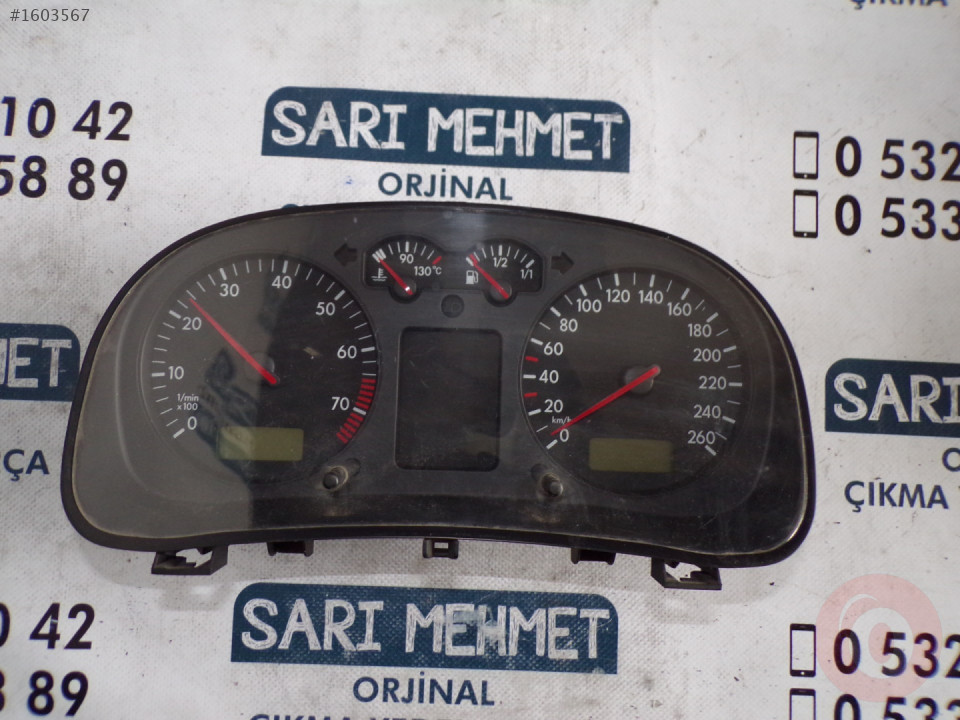 #1603567
ÇIKMA
10 42
58 89
SARI MEHMET
ORJİNAL
0 532
0 533
90
130°C
1/2
1/1
0
10
20
30
40
50
60
70
1/min
x100
0
20
40
60
80
100
120
140
160
180
200
220
240
260
km/h
MET
SARI
ÇIKMA
0 42
89
SARI MEHMET
ORJİNAL
0 532